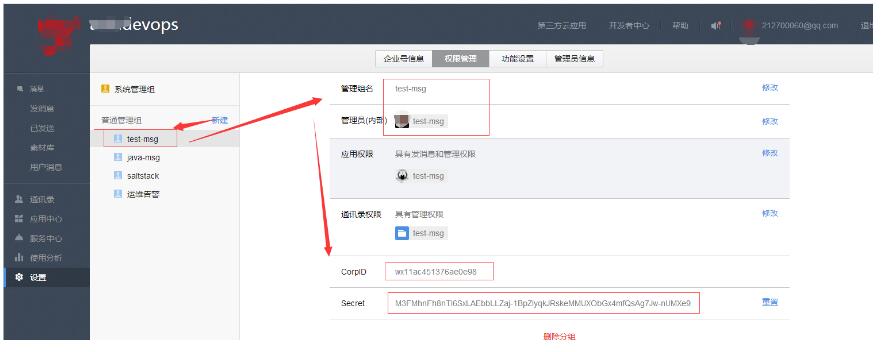 devops
第三方云应用 开发者中心 帮助 212700060@qq.com
企业号信息 权限管理 功能设置 管理员信息
消息
发消息
已发送
素材库
用户消息
通讯录
应用中心
服务中心
使用分析
设置
系统管理组
普通管理组 新建
test-msg
java-msg
saltstack
运维告警
管理组名 test-msg 修改
管理员(内部) test-msg 修改
应用权限 具有发消息和管理权限 修改
test-msg
通讯录权限 具有管理权限 修改
test-msg
CorpID wx11ac451376ae0e98
Secret M3FMhnFh8nTI6SxLAEbbLLZaj-1BpZlyqkJRskeMMUXObGx4mfQsAg7Jw-nUMXe9 重置
删除分组